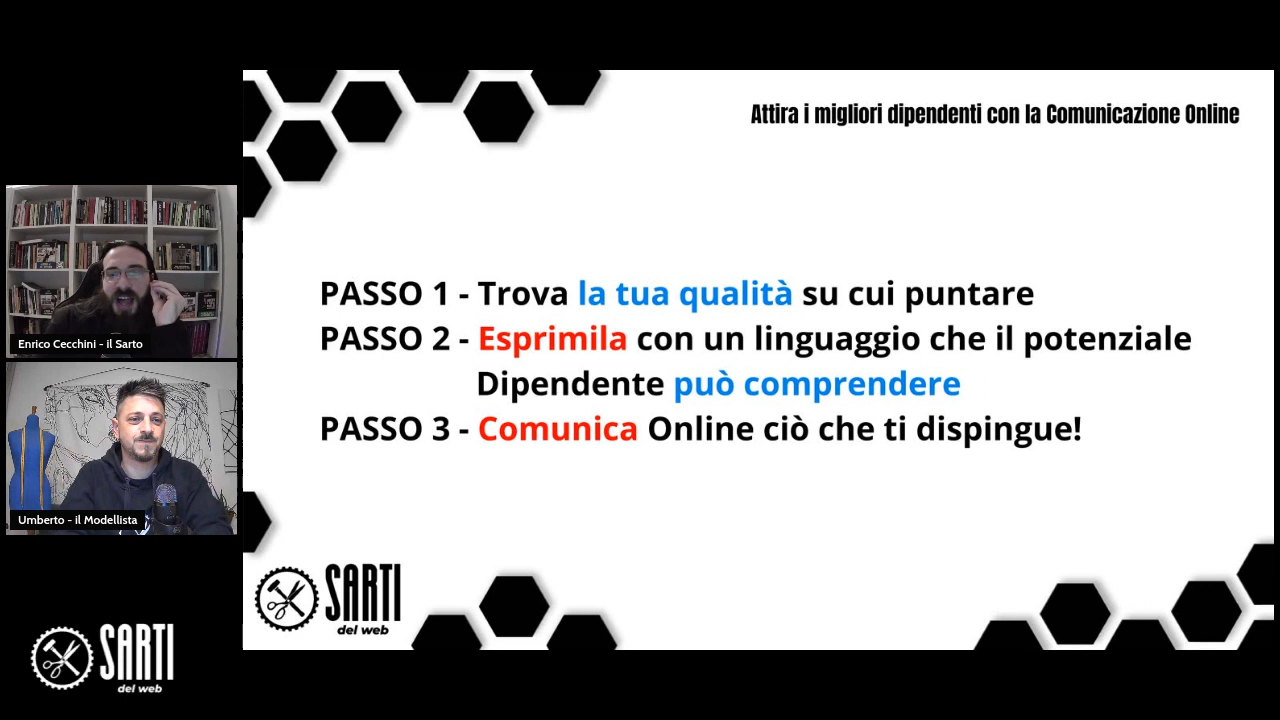 Attira i migliori dipendenti con la Comunicazione Online
PASSO 1 - Trova la tua qualità su cui puntare
PASSO 2 - Esprimila con un linguaggio che il potenziale
Dipendente può comprendere
PASSO 3 - Comunica Online ciò che ti dispingue!
Enrico Cecchini - il Sarto
Umberto - il Modellista
SARTI
del web
SARTI
del web